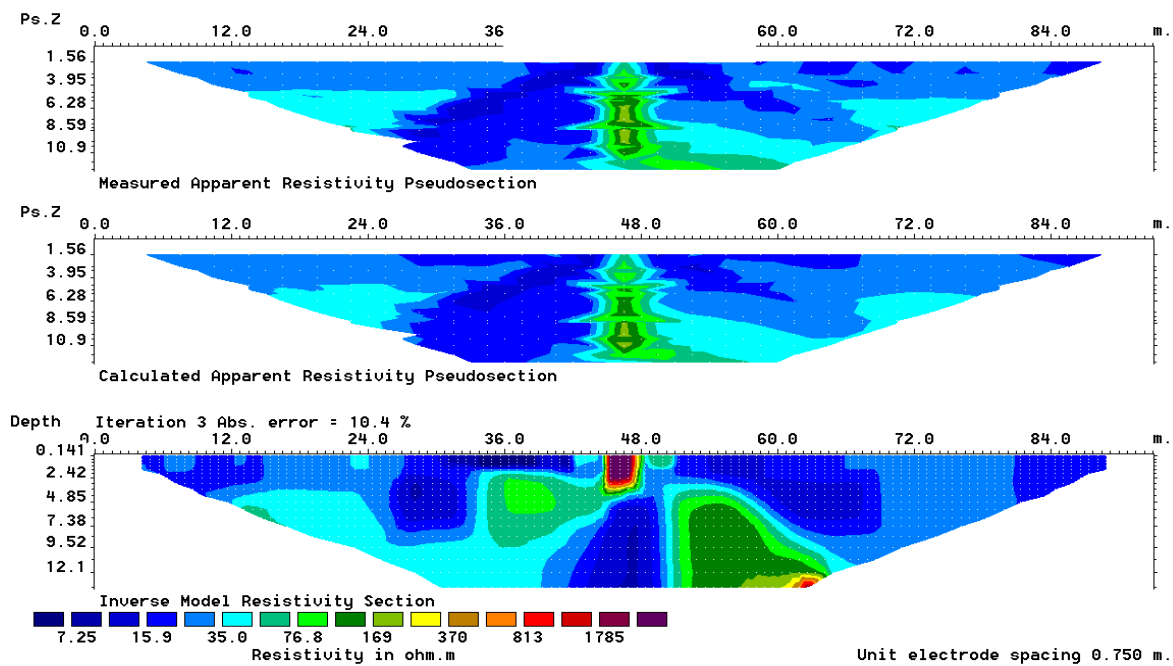 Ps.Z
0.0 12.0 24.0 36 60.0 72.0 84.0 m.
1.56
3.95
6.28
8.59
10.9
Measured Apparent Resistivity Pseudosection
Ps.Z
0.0 12.0 24.0 36.0 48.0 60.0 72.0 84.0 m.
1.56
3.95
6.28
8.59
10.9
Calculated Apparent Resistivity Pseudosection
Depth Iteration 3 Abs. error = 10.4 %
0.0 12.0 24.0 36.0 48.0 60.0 72.0 84.0 m.
0.141
2.42
4.85
7.38
9.52
12.1
Inverse Model Resistivity Section
7.25 15.9 35.0 76.8 169 370 813 1785
Resistivity in ohm.m Unit electrode spacing 0.750 m.